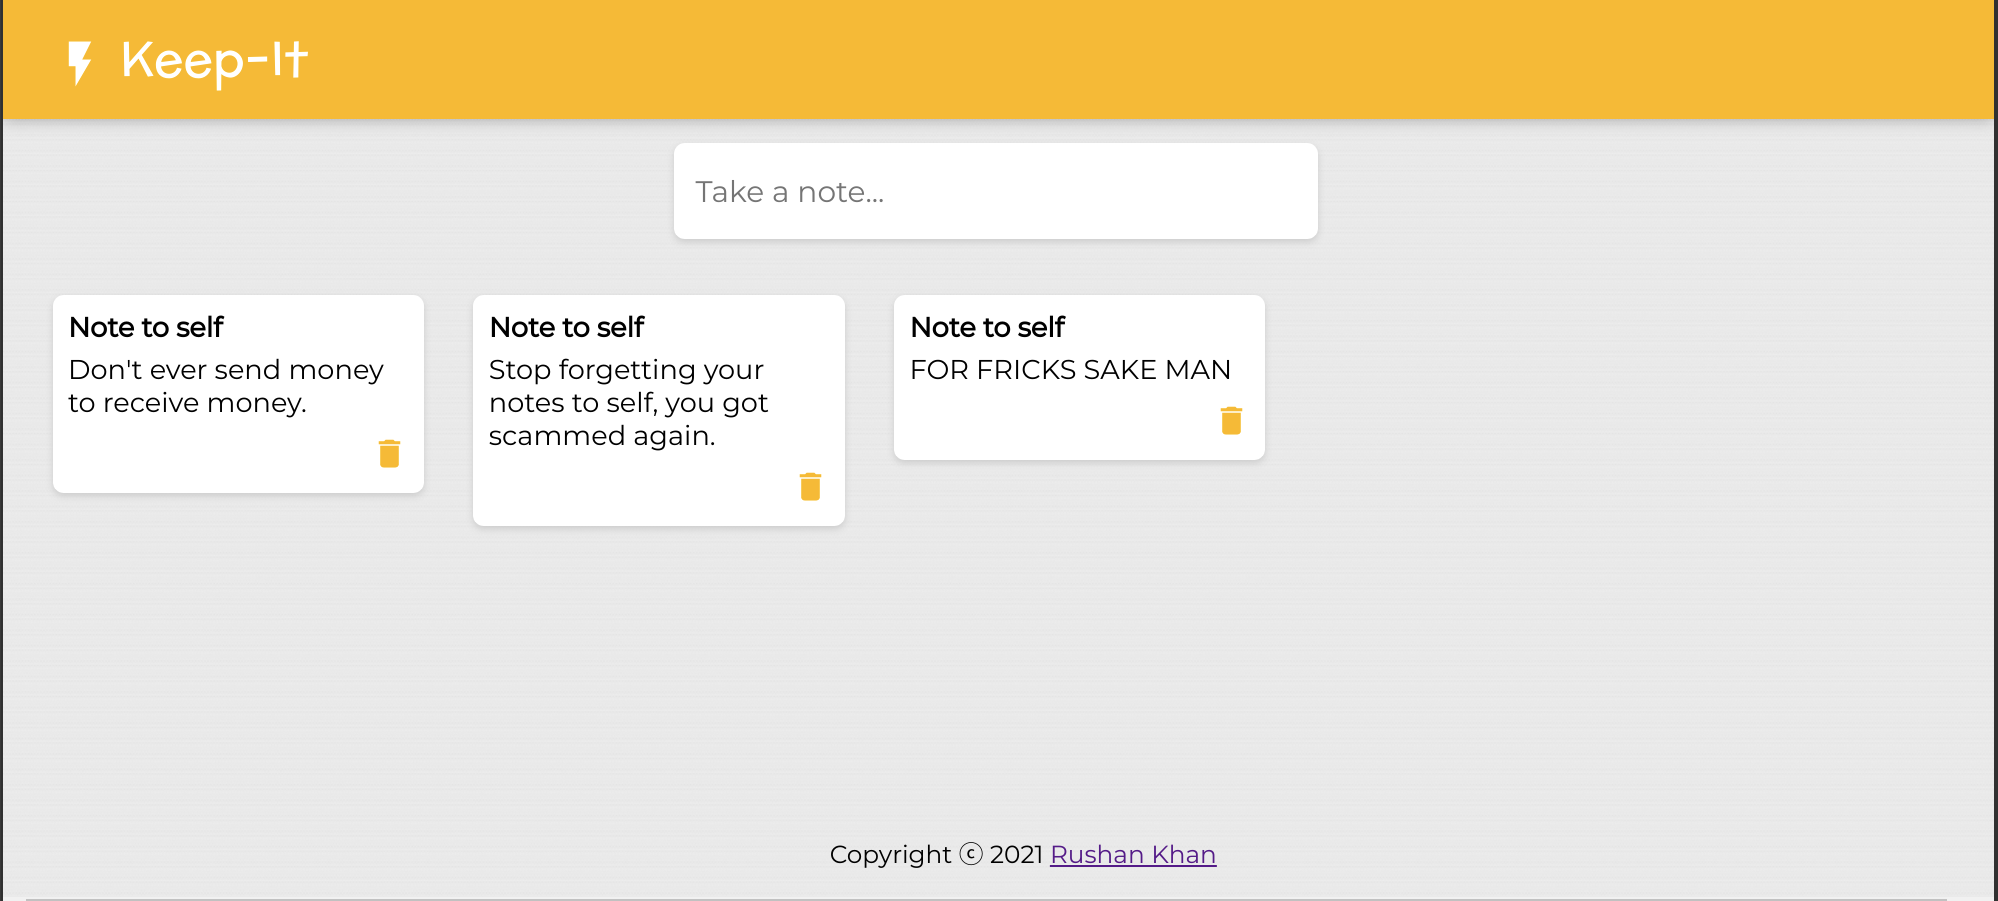 Keep-It
Take a note...
Note to self
Don't ever send money
to receive money.
Note to self
Stop forgetting your
notes to self, you got
scammed again.
Note to self
FOR FRICKS SAKE MAN
Copyright ⓒ 2021 Rushan Khan